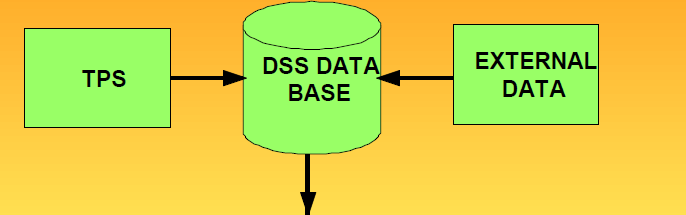 TPS
DSS DATA
BASE
EXTERNAL
DATA